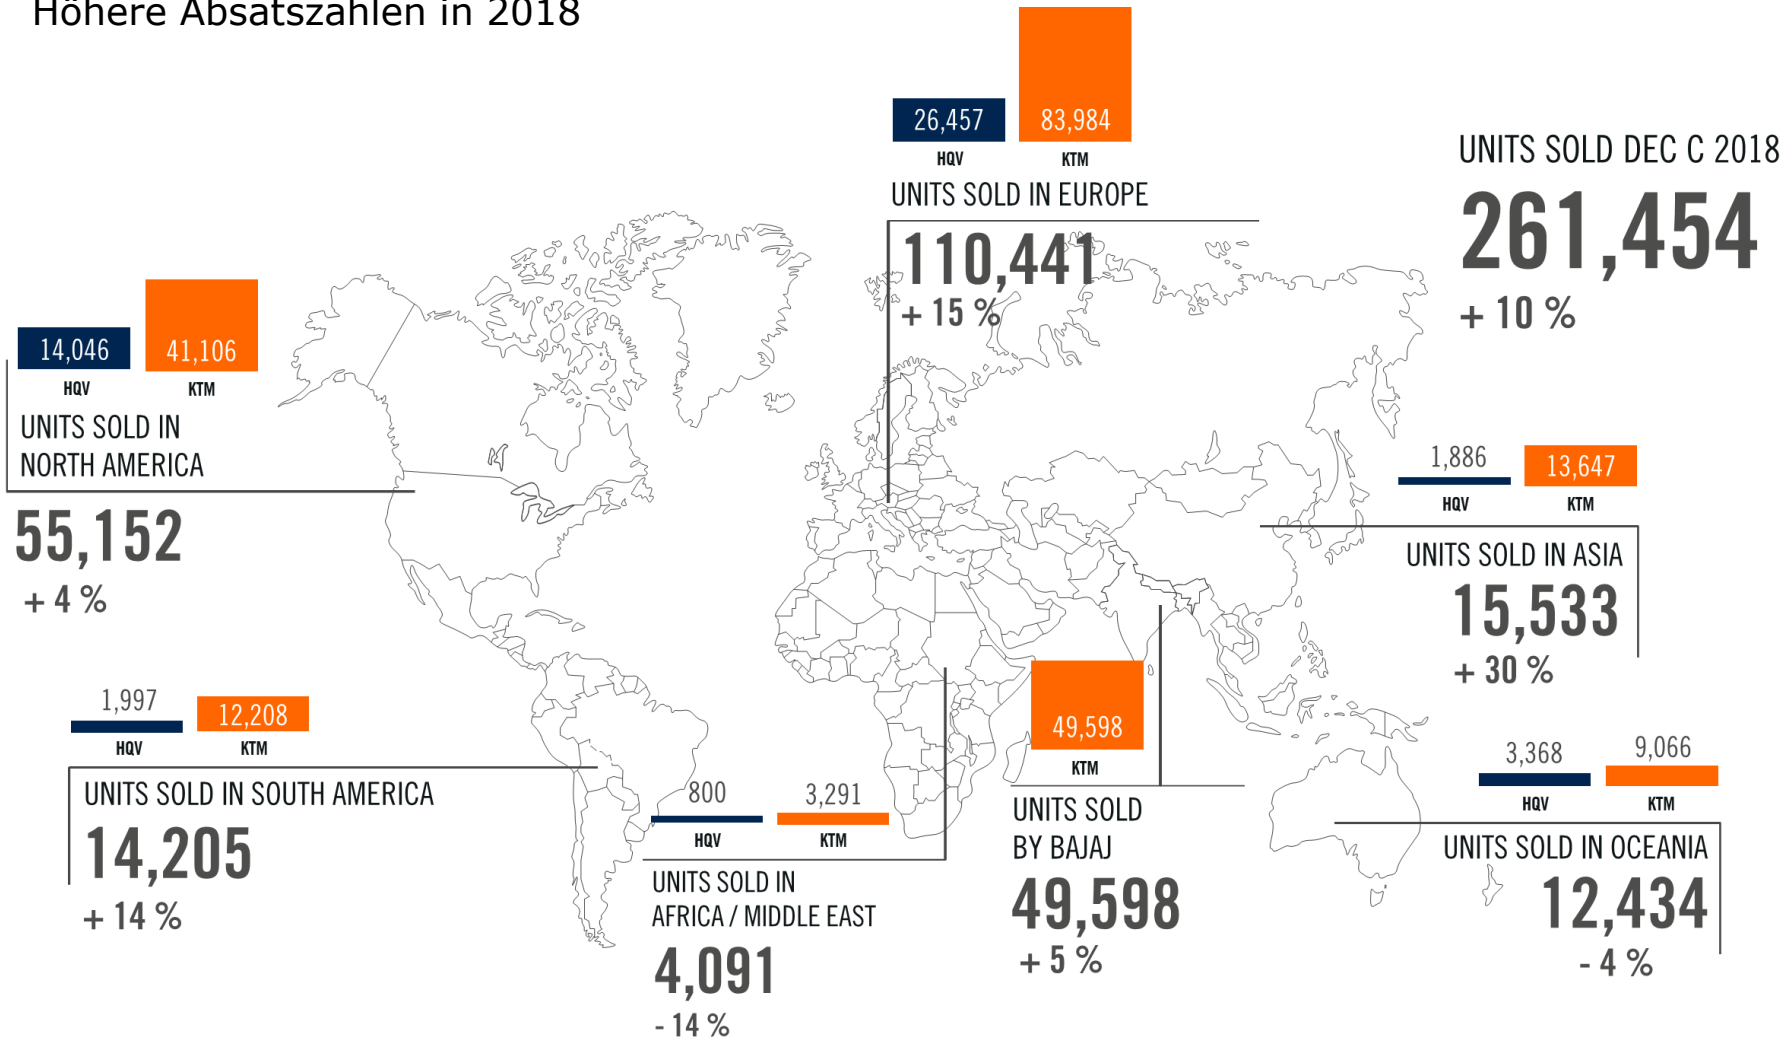 Höhere Absatszahlen in 2018
26,457
83,984
HQV
KTM
UNITS SOLD IN EUROPE
110,441
+ 15 %
UNITS SOLD DEC C 2018
261,454
+ 10 %
14,046
41,106
HQV
KTM
UNITS SOLD IN
NORTH AMERICA
55,152
+ 4 %
1,886
13,647
HQV
KTM
UNITS SOLD IN ASIA
15,533
+ 30 %
1,997
12,208
HQV
KTM
UNITS SOLD IN SOUTH AMERICA
14,205
+ 14 %
800
3,291
HQV
KTM
UNITS SOLD IN
AFRICA / MIDDLE EAST
4,091
- 14 %
49,598
KTM
UNITS SOLD
BY BAJAJ
49,598
+ 5 %
3,368
9,066
HQV
KTM
UNITS SOLD IN OCEANIA
12,434
- 4 %